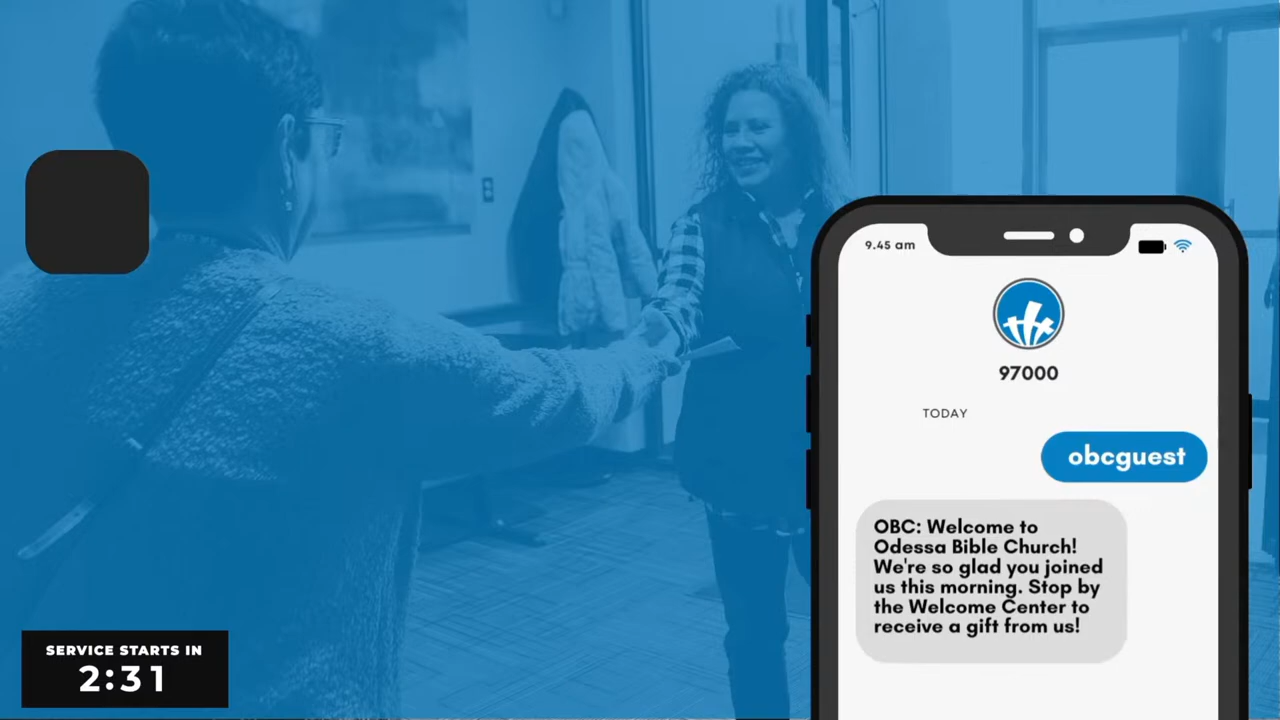 9.45 am
97000
TODAY
obcguest
OBC: Welcome to
Odessa Bible Church!
We're so glad you joined
us this morning. Stop by
the Welcome Center to
receive a gift from us!
SERVICE STARTS IN
2:31